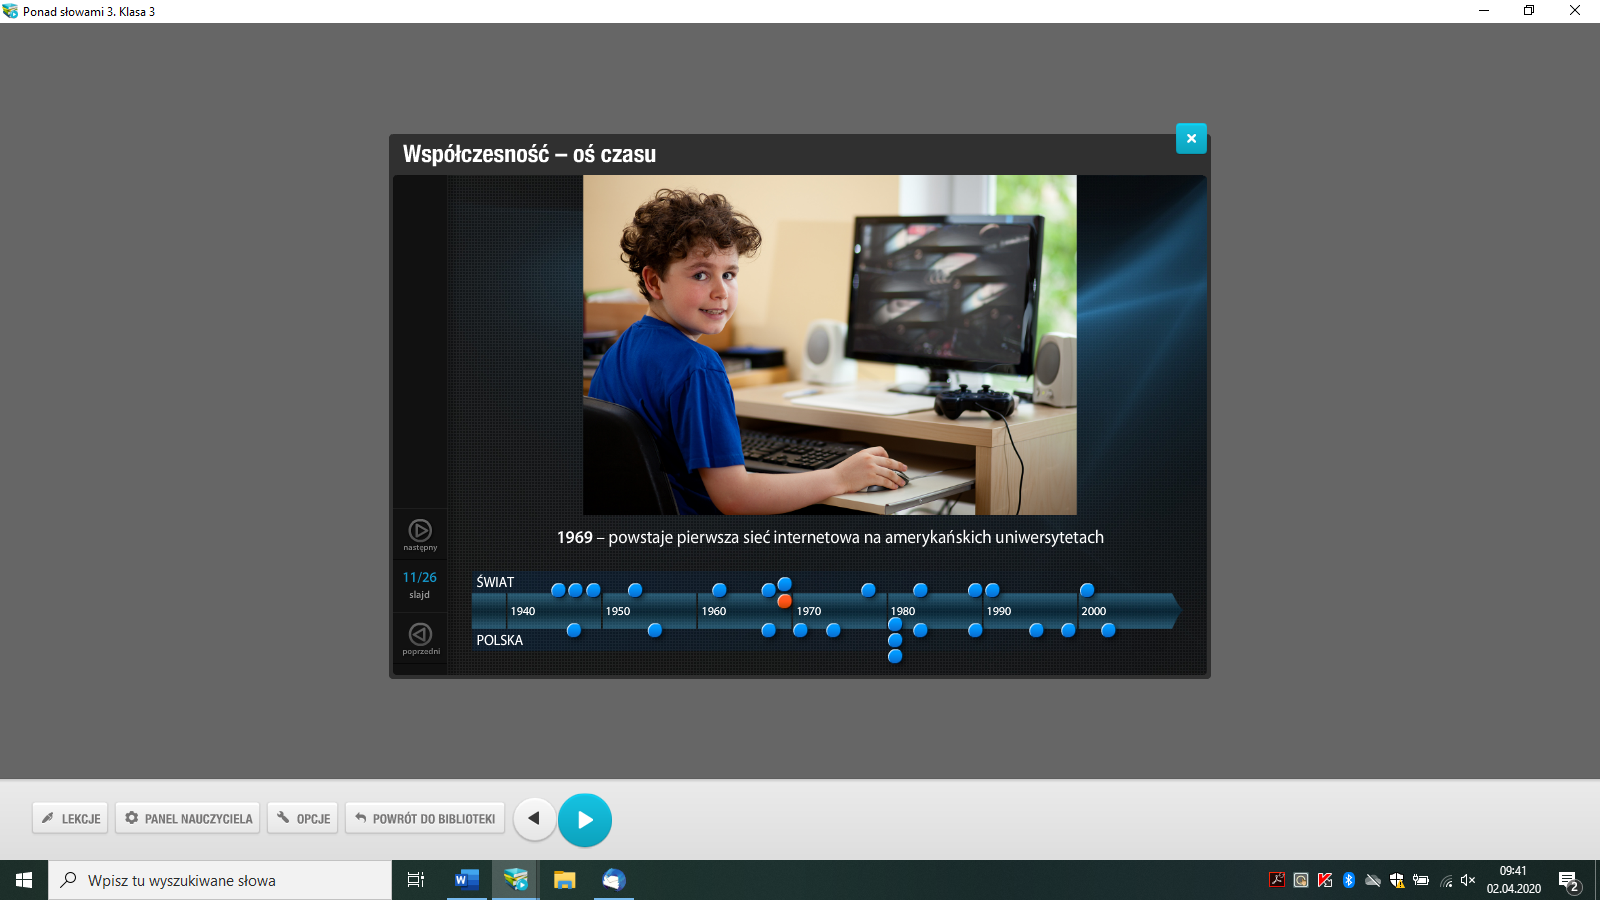 Ponad słowami 3. Klasa 3
Współczesność – oś czasu
następny
11/26
slajd
poprzedni
1969 – powstaje pierwsza sieć internetowa na amerykańskich uniwersytetach
ŚWIAT
1940 1950 1960 1970 1980 1990 2000
POLSKA
LEKCJE PANEL NAUCZYCIELA OPCJE POWRÓT DO BIBLIOTEKI
Wpisz tu wyszukiwane słowa
09:41
02.04.2020
2